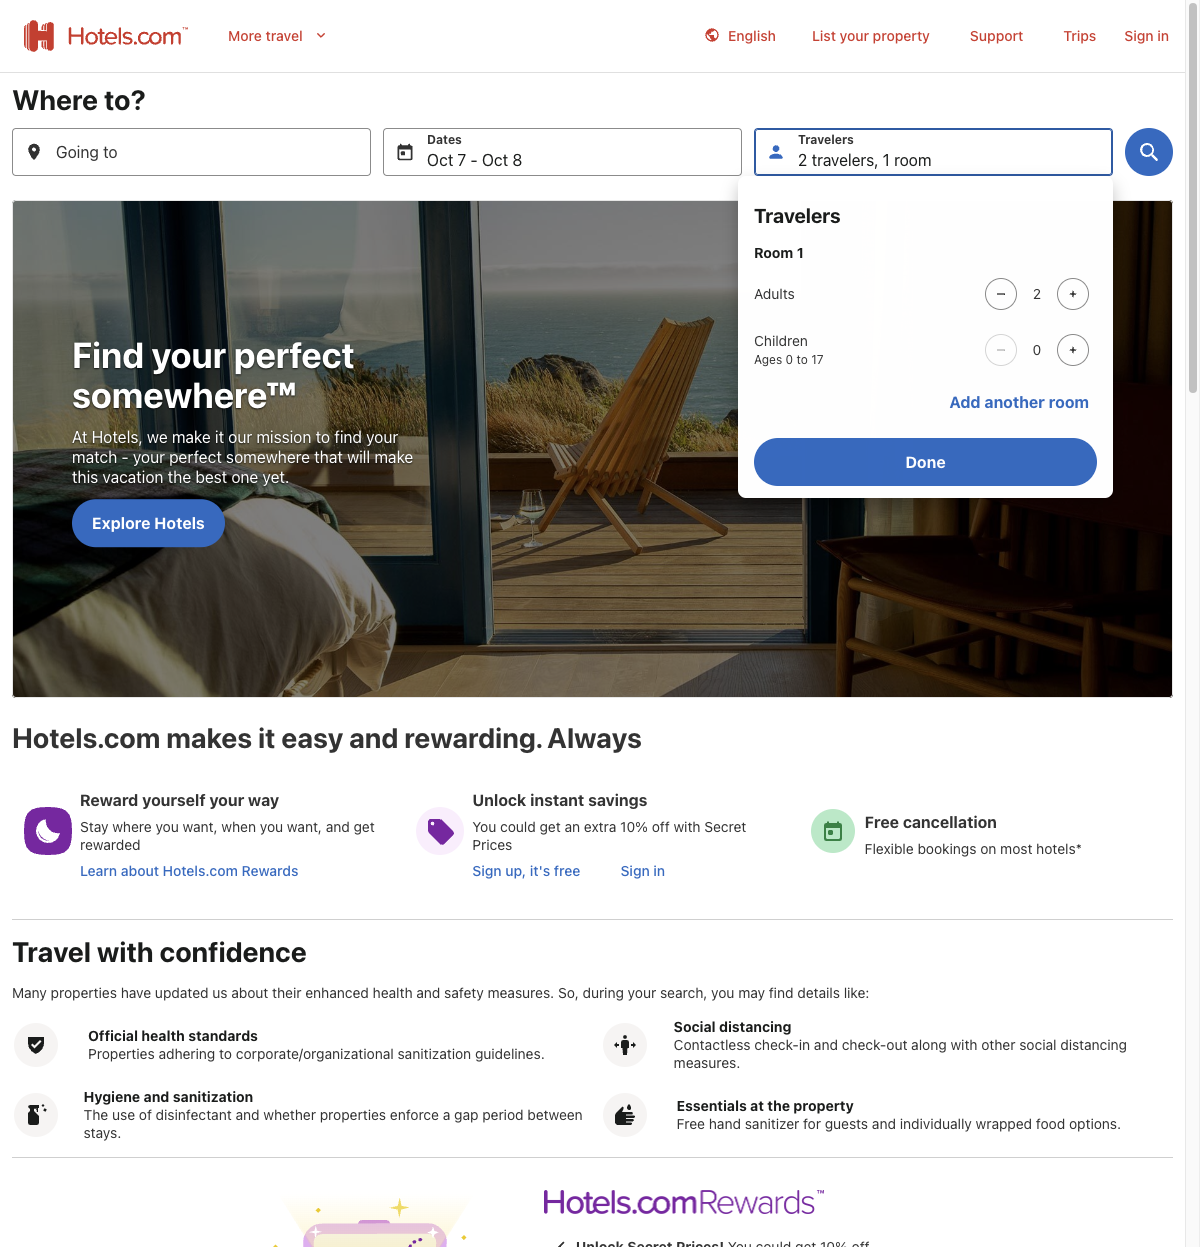 Hotels.com™
More travel
English
List your property
Support
Trips
Sign in
Where to?
Going to
Dates
Oct 7 - Oct 8
Travelers
2 travelers, 1 room
Travelers
Room 1
Adults
2
Children
Ages 0 to 17
0
Add another room
Done
Find your perfect
somewhere™
At Hotels, we make it our mission to find your
match - your perfect somewhere that will make
this vacation the best one yet.
Explore Hotels
Hotels.com makes it easy and rewarding. Always
Reward yourself your way
Stay where you want, when you want, and get
rewarded
Learn about Hotels.com Rewards
Unlock instant savings
You could get an extra 10% off with Secret
Prices
Sign up, it's free
Sign in
Free cancellation
Flexible bookings on most hotels*
Travel with confidence
Many properties have updated us about their enhanced health and safety measures. So, during your search, you may find details like:
Official health standards
Properties adhering to corporate/organizational sanitization guidelines.
Social distancing
Contactless check-in and check-out along with other social distancing
measures.
Hygiene and sanitization
The use of disinfectant and whether properties enforce a gap period between
stays.
Essentials at the property
Free hand sanitizer for guests and individually wrapped food options.
Hotels.comRewards™
Unlock Secret Prices! You could get 10% off